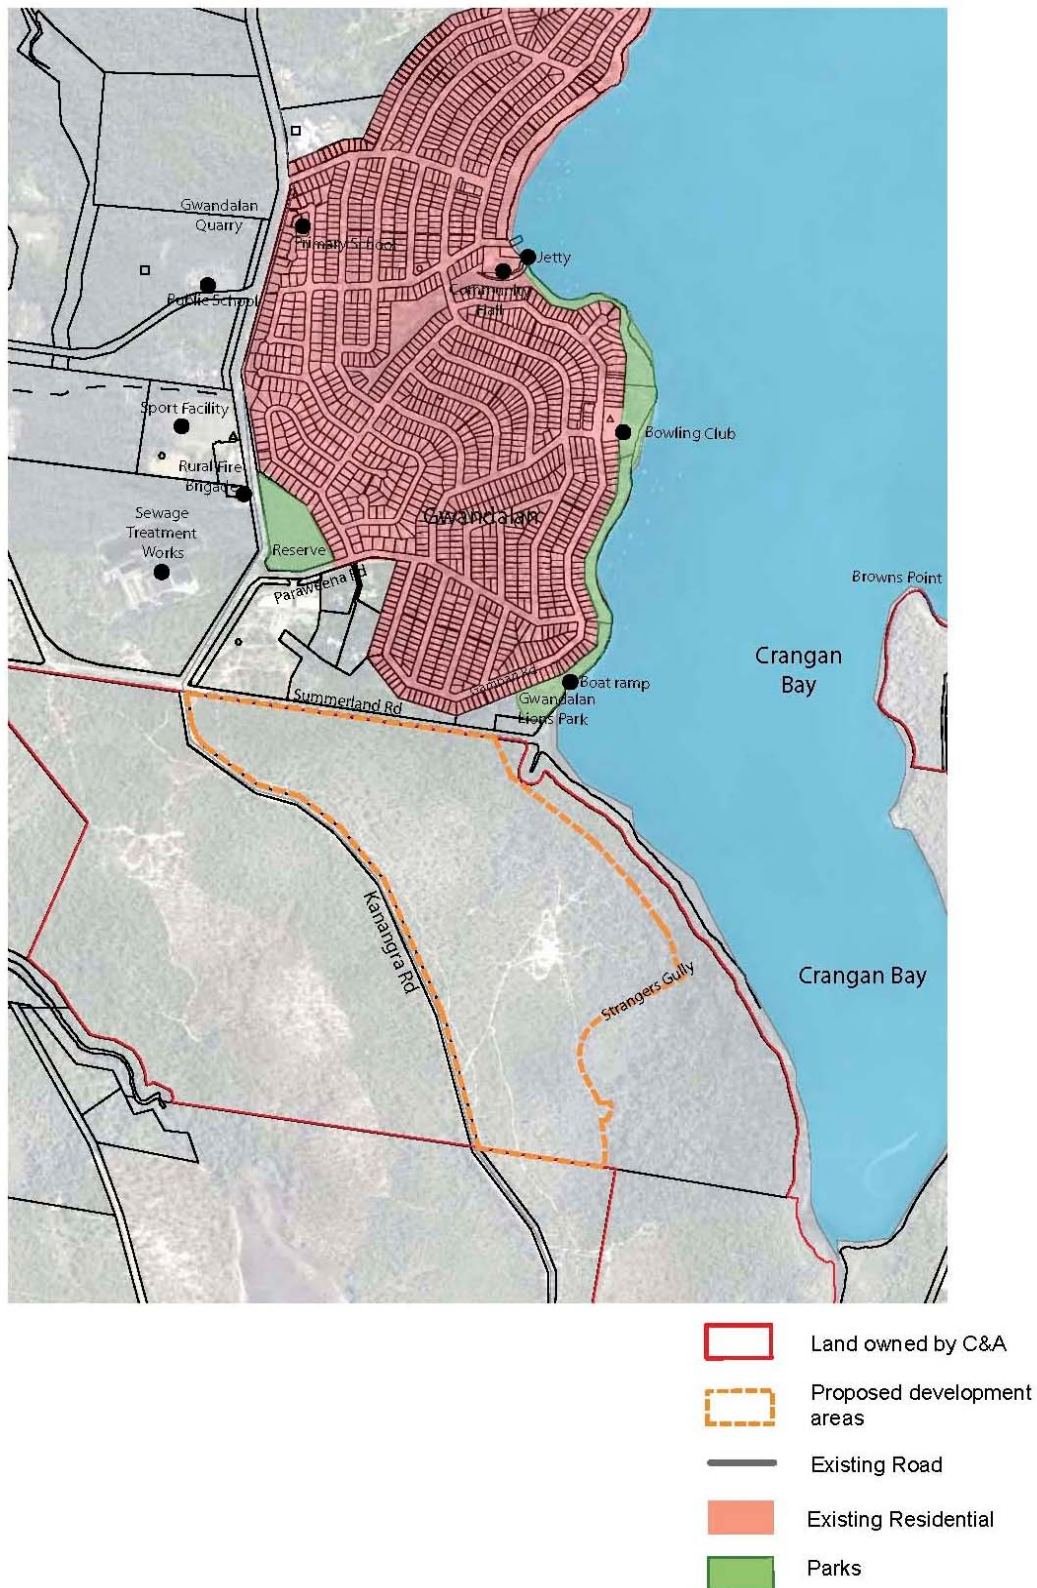 Gwandalan
Quarry
Primary School
Jetty
Community
Hall
Public School
Sport Facility
Bowling Club
Rural Fire
Brigade
Gwandalan
Sewage
Treatment
Works
Reserve
Paraweena Rd
Browns Point
Crangan
Bay
Boat ramp
Summerland Rd
Gwandalan
Lions Park
Kanangra Rd
Strangers Gully
Crangan Bay
Land owned by C&A
Proposed development
areas
Existing Road
Existing Residential
Parks